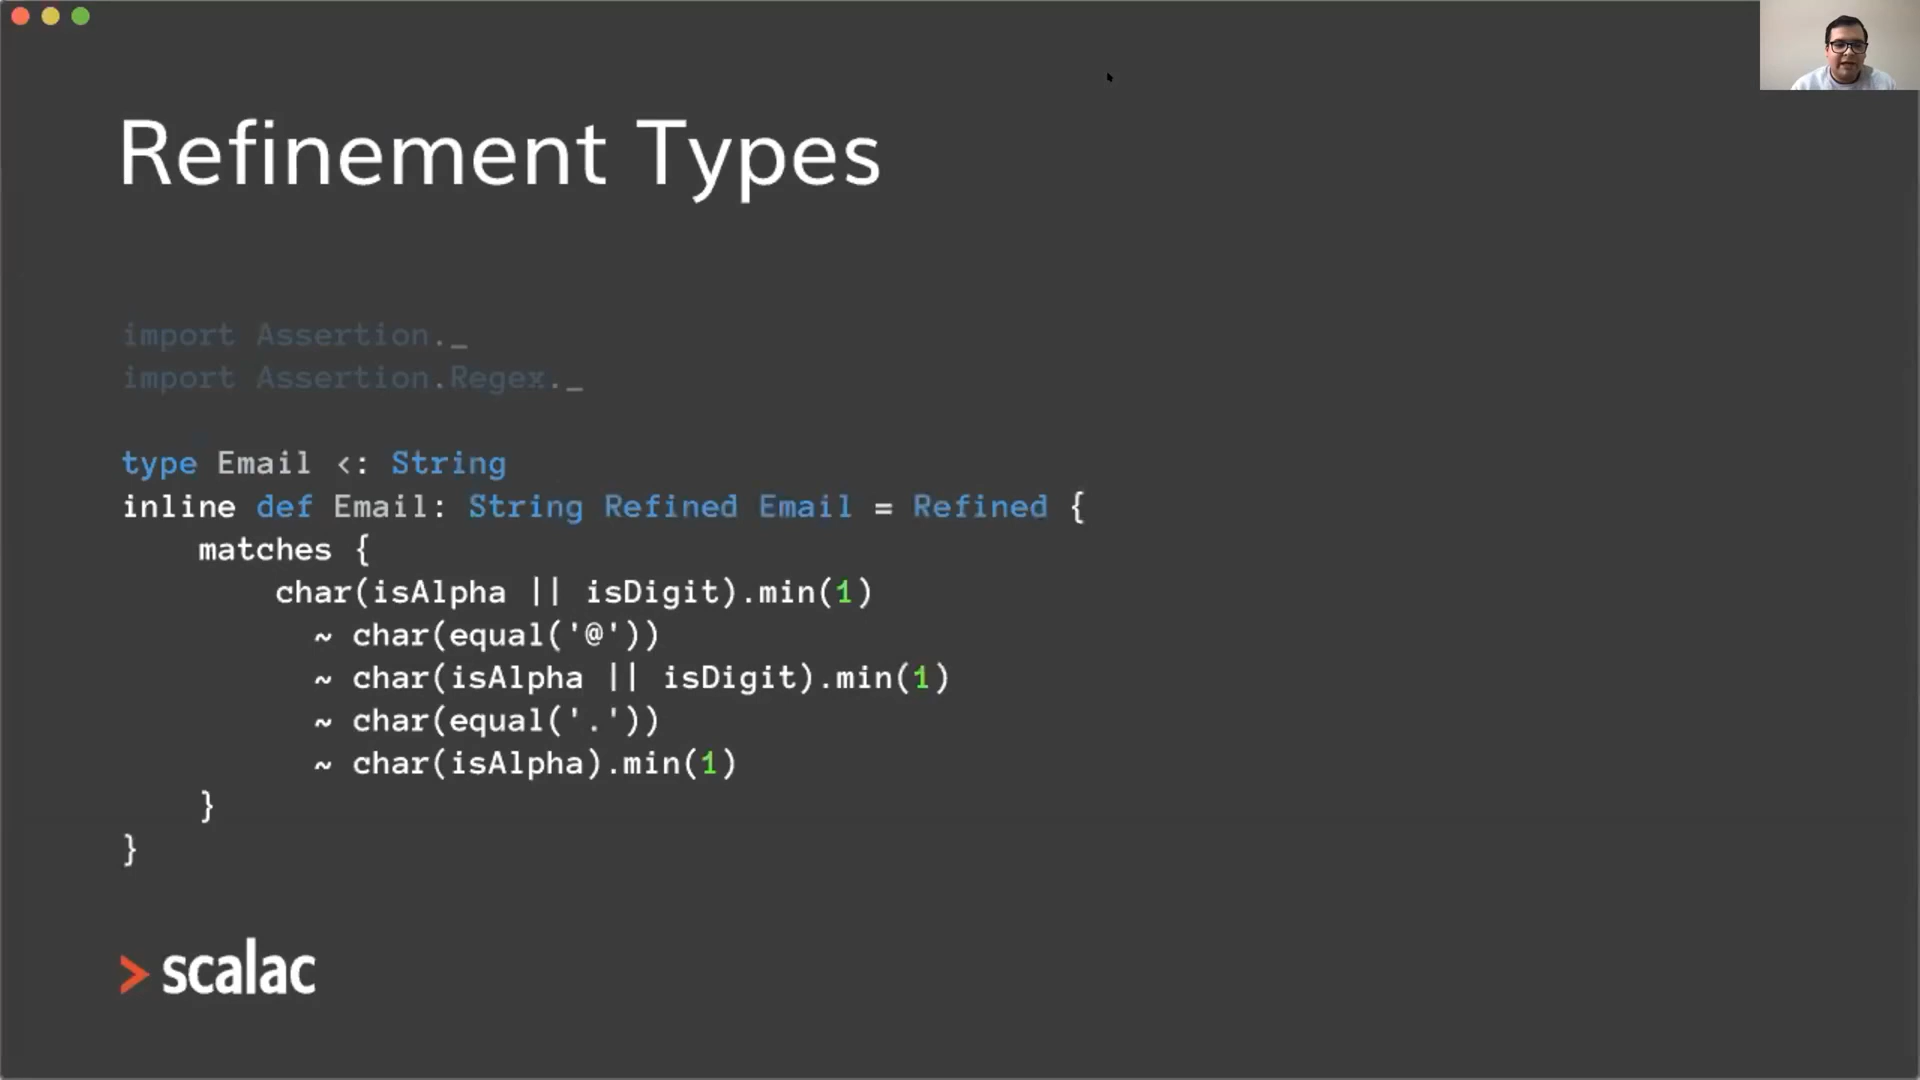 Refinement Types
import Assertion._
import Assertion.Regex._
type Email <: String
inline def Email: String Refined Email = Refined {
matches {
char(isAlpha || isDigit).min(1)
~ char(equal('@'))
~ char(isAlpha || isDigit).min(1)
~ char(equal('.'))
~ char(isAlpha).min(1)
}
}
> scalac